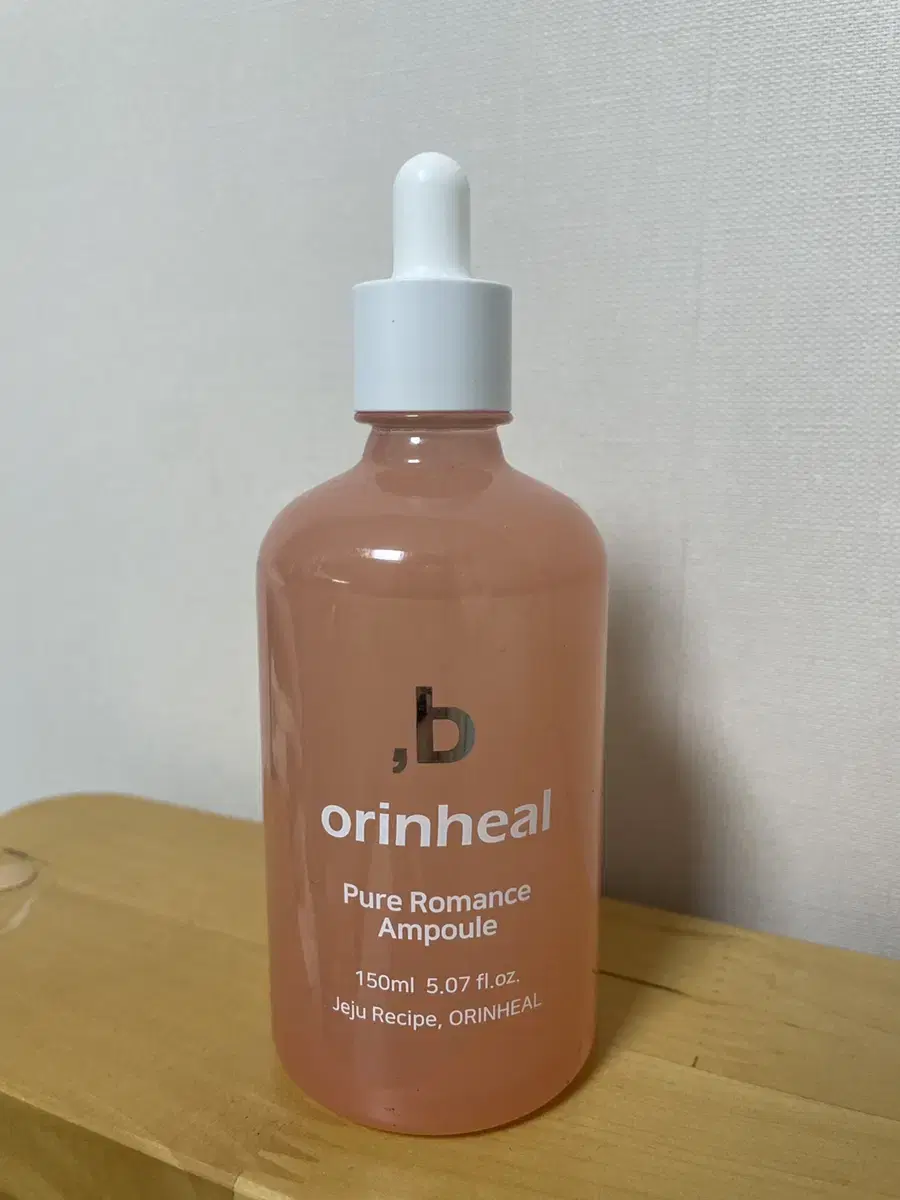 ,b
orinheal
Pure Romance
Ampoule
150ml 5.07 fl.oz.
Jeju Recipe, ORINHEAL